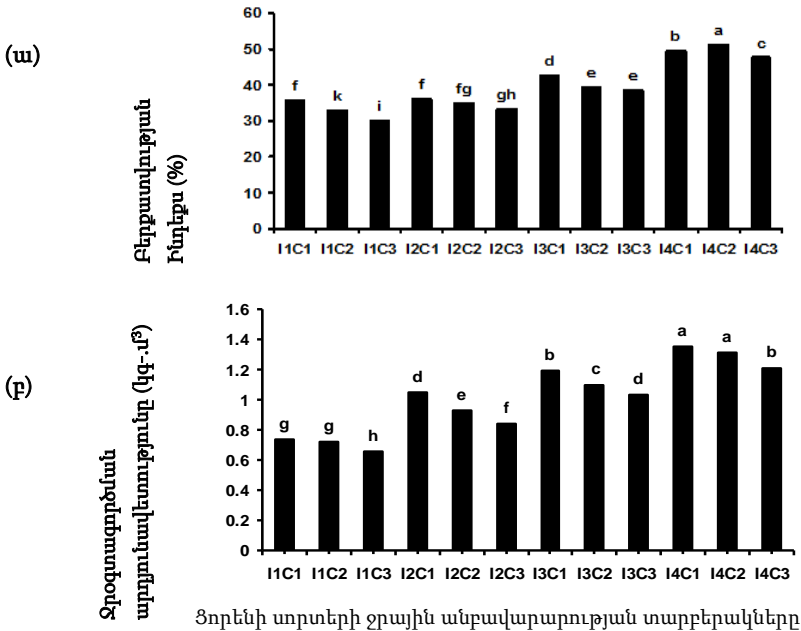 (ա)
Բերքատվության
Ինդեքս (%)
60
50
40
30
20
10
0
f k i f fg gh d e e b a c
I1C1 I1C2 I1C3 I2C1 I2C2 I2C3 I3C1 I3C2 I3C3 I4C1 I4C2 I4C3
(բ)
Ջրօգտագործման
արդյունավետությունը (կգ-.մ³)
1.6
1.4
1.2
1
0.8
0.6
0.4
0.2
0
g g h d e f b c d a a b
I1C1 I1C2 I1C3 I2C1 I2C2 I2C3 I3C1 I3C2 I3C3 I4C1 I4C2 I4C3
Ցորենի սորտերի ջրային անբավարարության տարբերակները